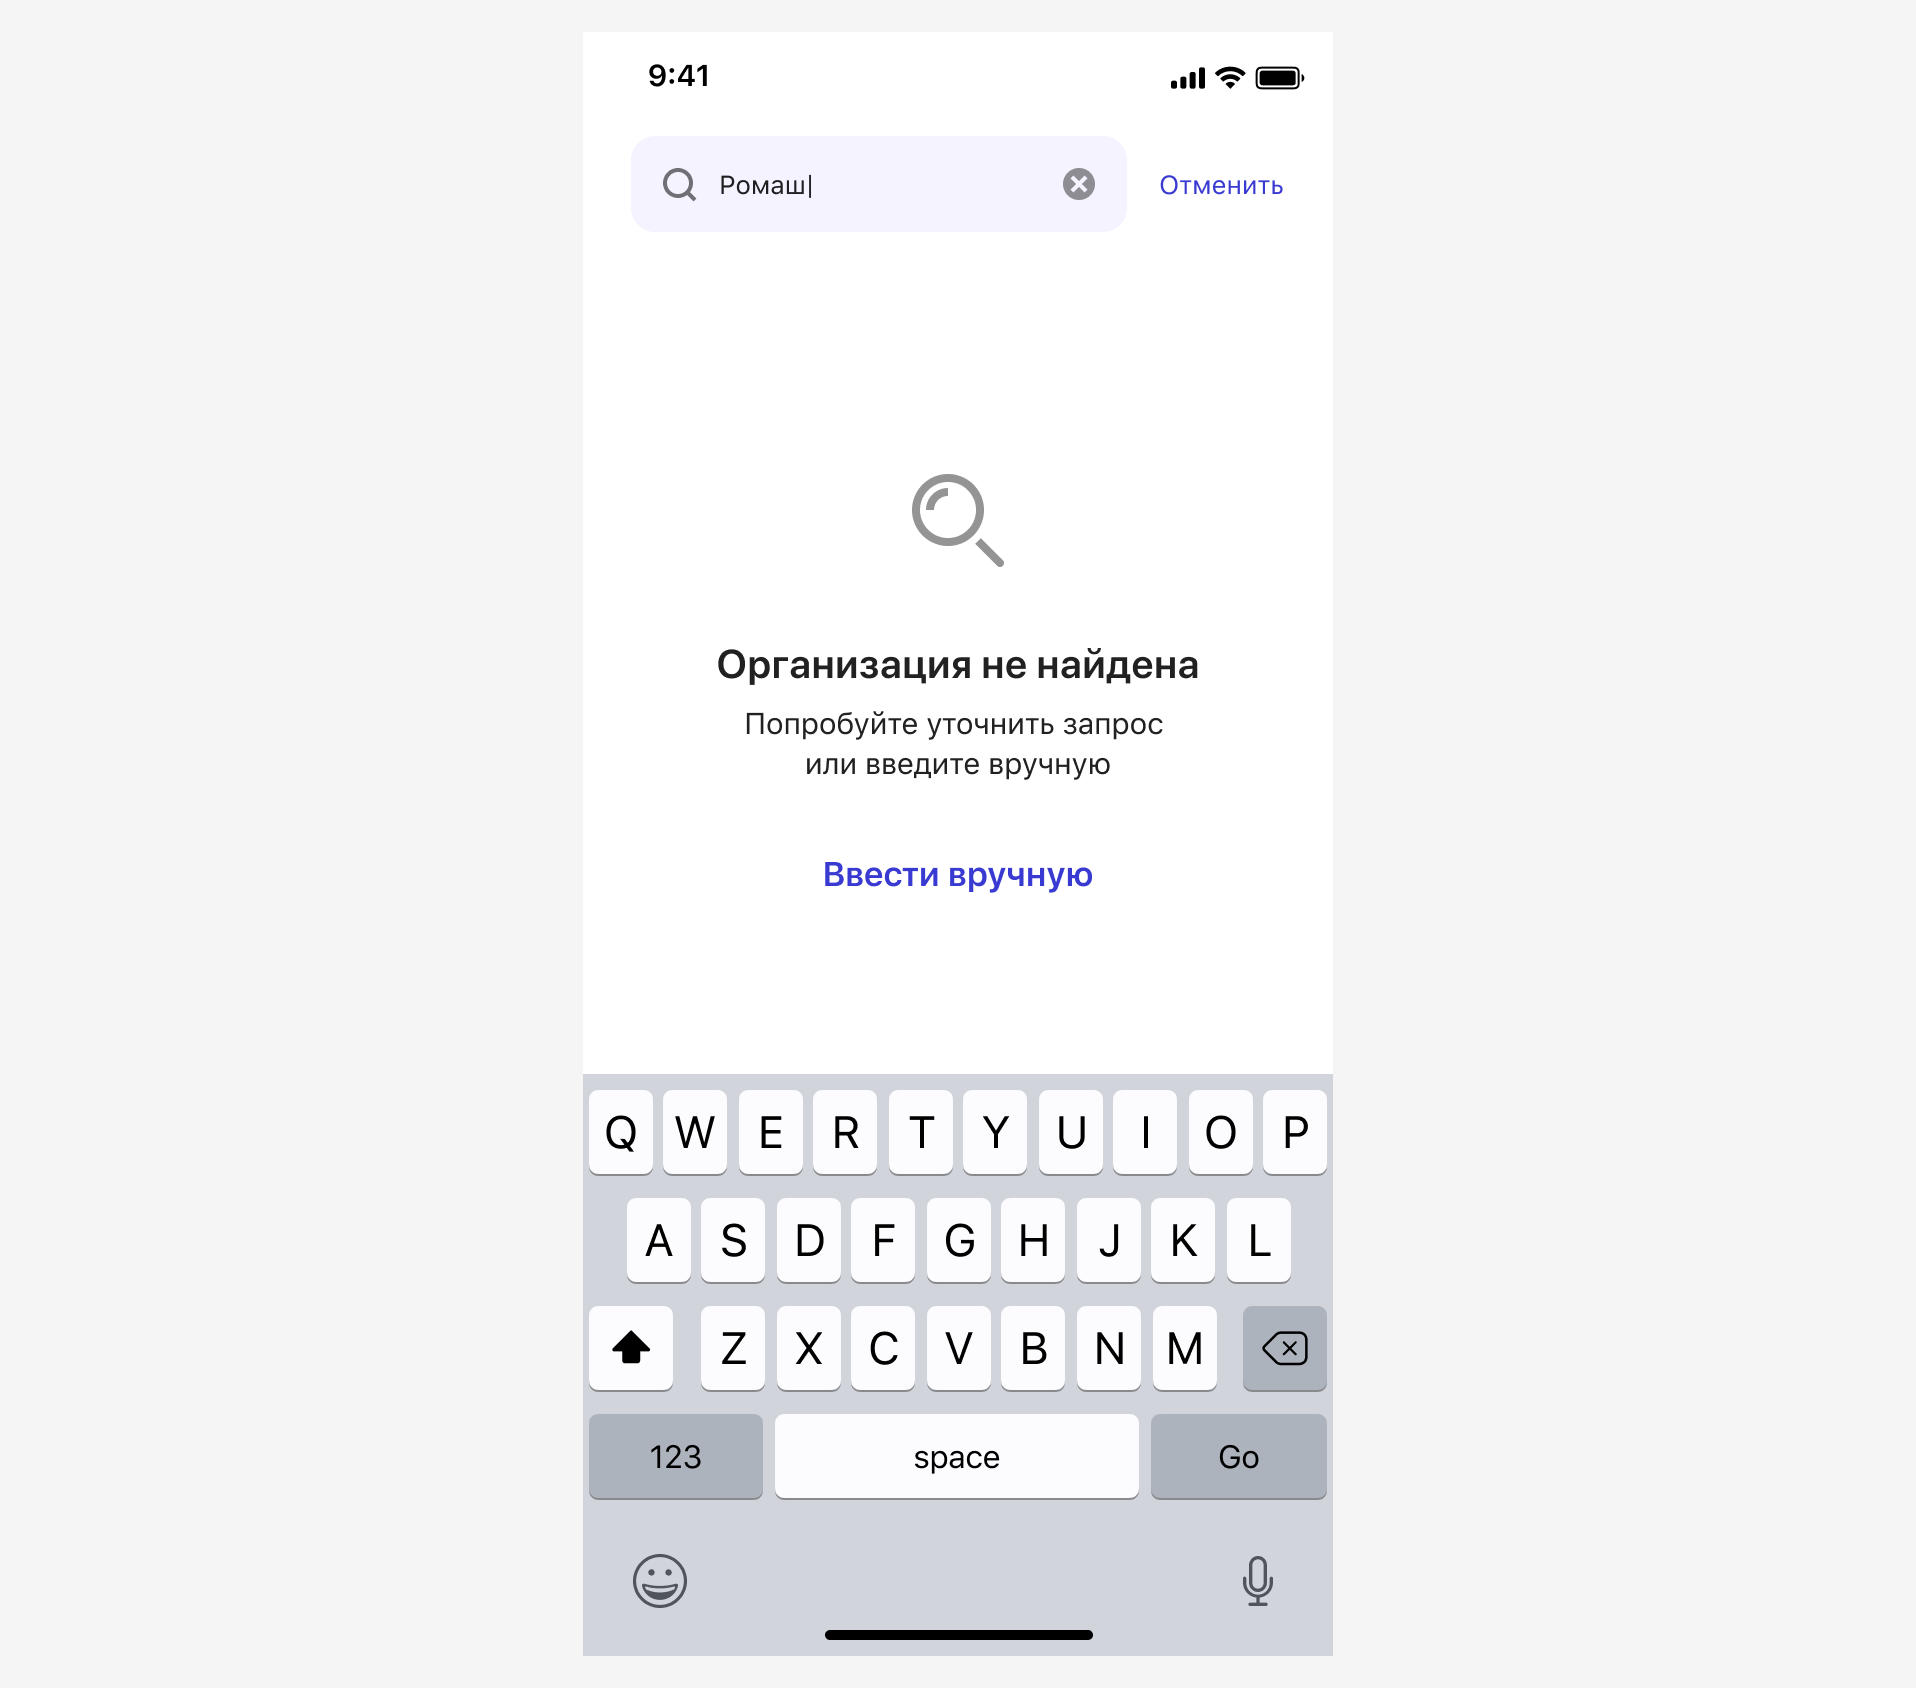 9:41
Ромаш
Отменить
Организация не найдена
Попробуйте уточнить запрос
или введите вручную
Ввести вручную
Q W E R T Y U I O P
A S D F G H J K L
Z X C V B N M
123 space Go